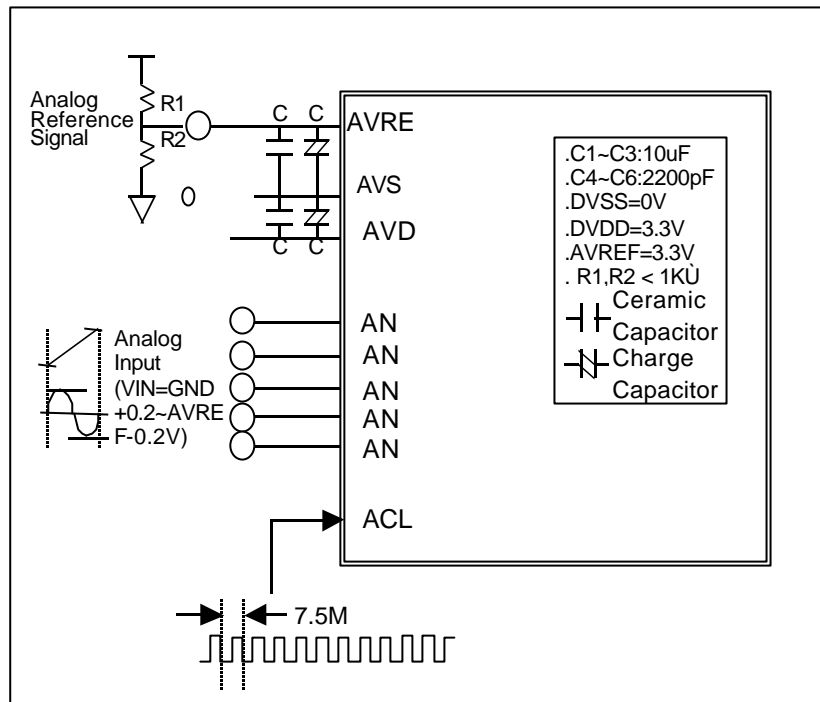 Analog
Reference
Signal
R1
R2
0
C C
C C
AVRE
AVS
AVD
.C1~C3:10uF
.C4~C6:2200pF
.DVSS=0V
.DVDD=3.3V
.AVREF=3.3V
. R1,R2 < 1KÙ
Ceramic
Capacitor
Charge
Capacitor
Analog
Input
(VIN=GND
+0.2~AVRE
F-0.2V)
AN
AN
AN
AN
AN
ACL
7.5M